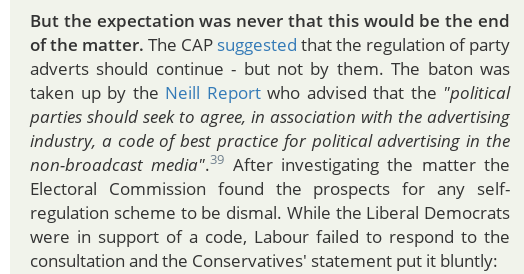 But the expectation was never that this would be the end
of the matter. The CAP suggested that the regulation of party
adverts should continue - but not by them. The baton was
taken up by the Neill Report who advised that the "political
parties should seek to agree, in association with the advertising
industry, a code of best practice for political advertising in the
non-broadcast media".39 After investigating the matter the
Electoral Commission found the prospects for any self-
regulation scheme to be dismal. While the Liberal Democrats
were in support of a code, Labour failed to respond to the
consultation and the Conservatives' statement put it bluntly: